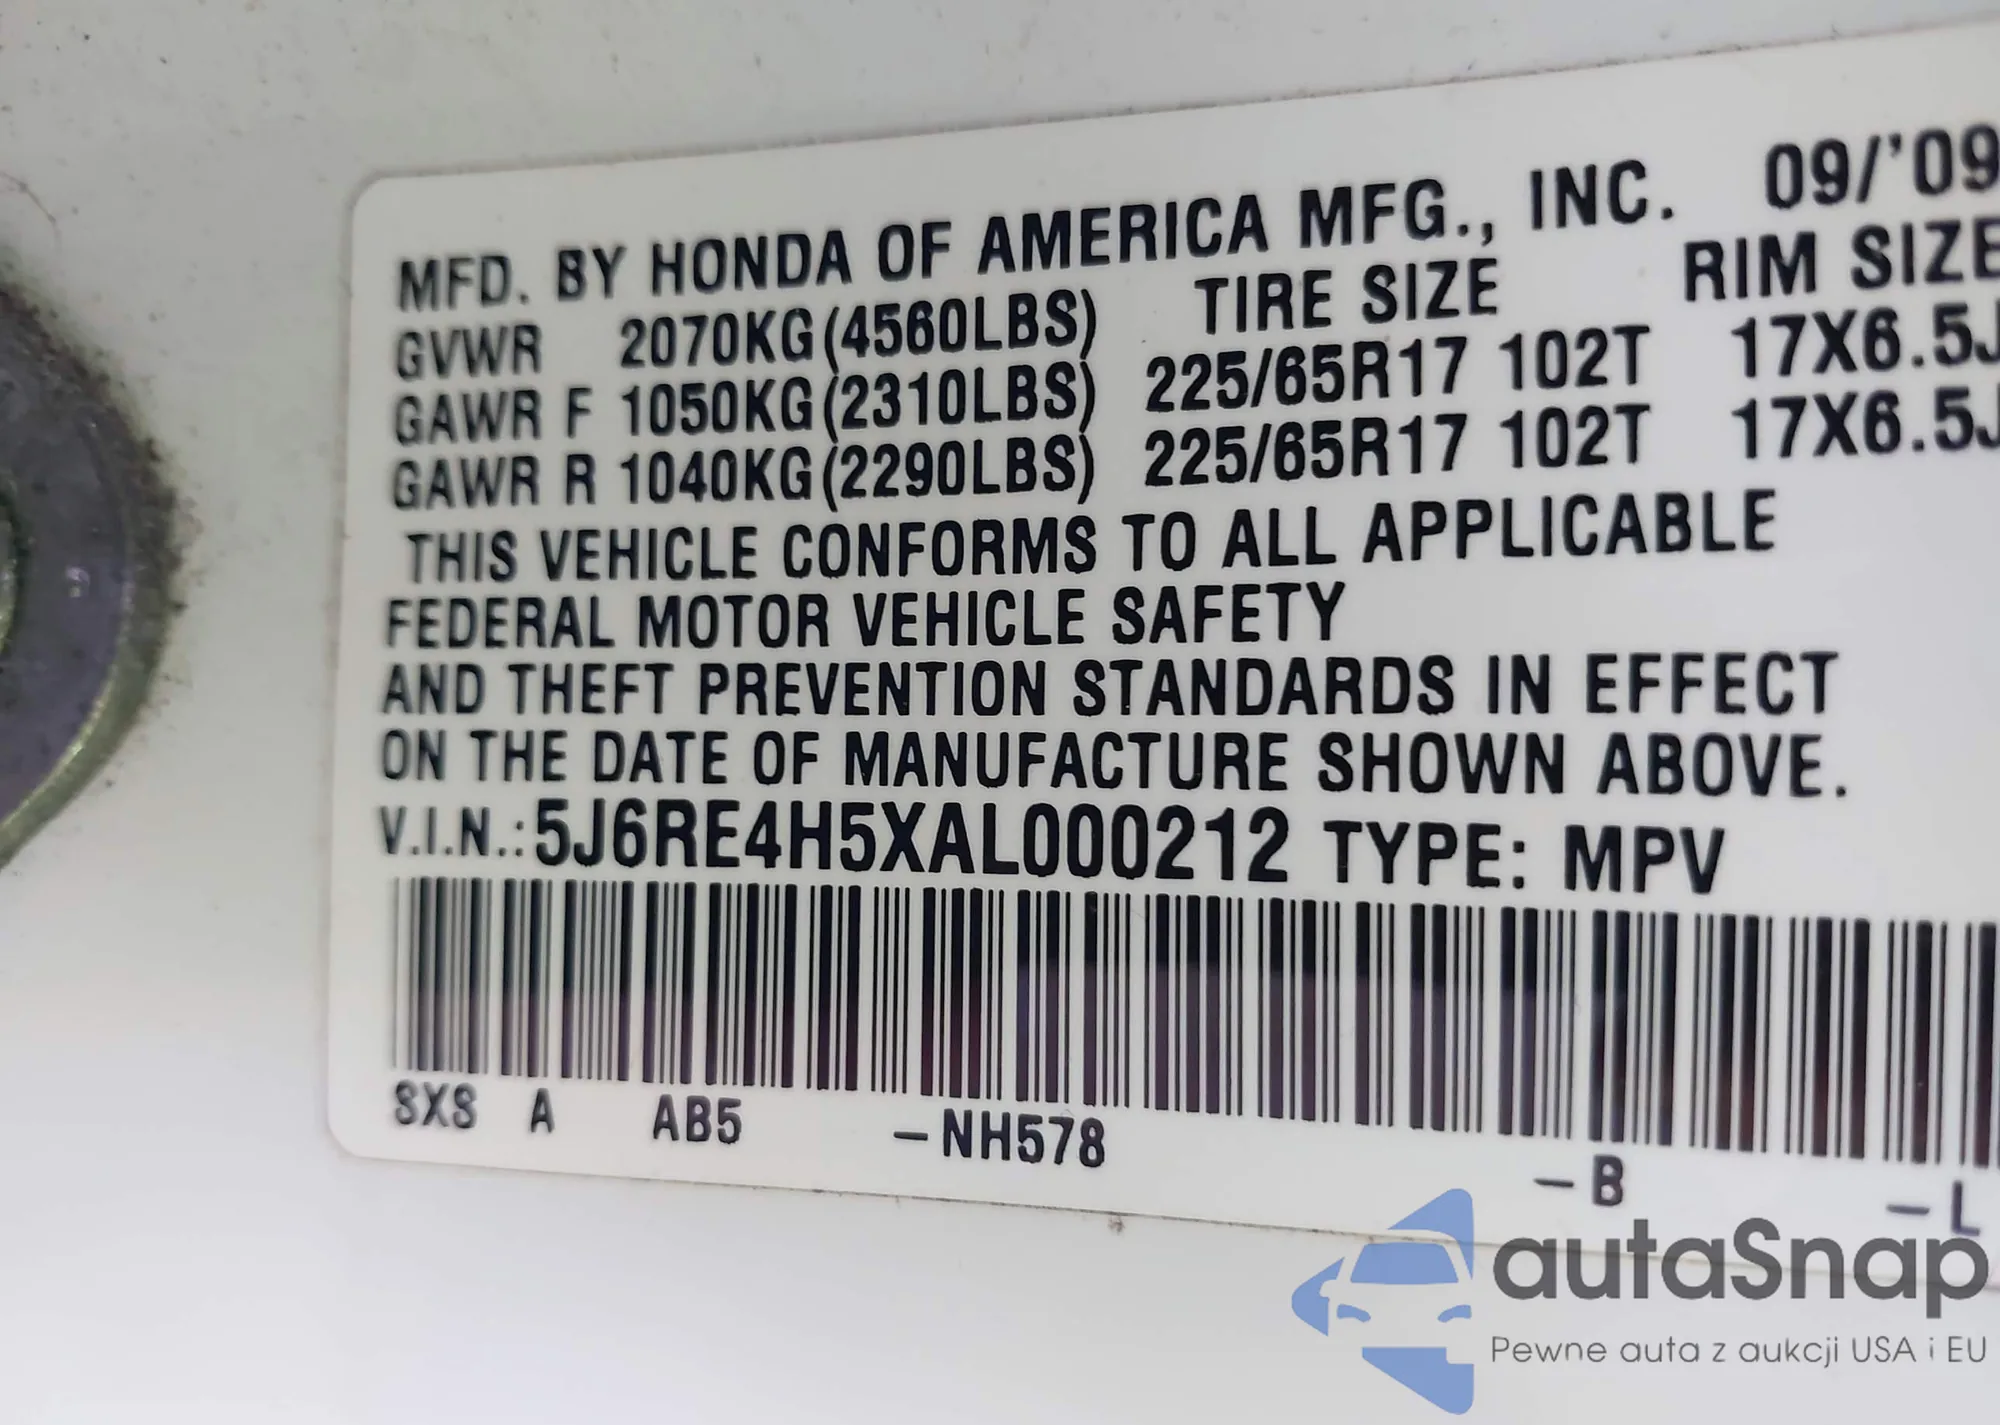 MFD. BY HONDA OF AMERICA MFG., INC. 09/'09
GVWR 2070KG(4560LBS) TIRE SIZE RIM SIZE
GAWR F 1050KG(2310LBS) 225/65R17 102T 17X6.5J
GAWR R 1040KG(2290LBS) 225/65R17 102T 17X6.5J
THIS VEHICLE CONFORMS TO ALL APPLICABLE
FEDERAL MOTOR VEHICLE SAFETY
AND THEFT PREVENTION STANDARDS IN EFFECT
ON THE DATE OF MANUFACTURE SHOWN ABOVE.
V.I.N.:5J6RE4H5XAL000212 TYPE: MPV
SXS A AB5 -NH578 -B -L
autaSnap
Pewne auta z aukcji USA i EU